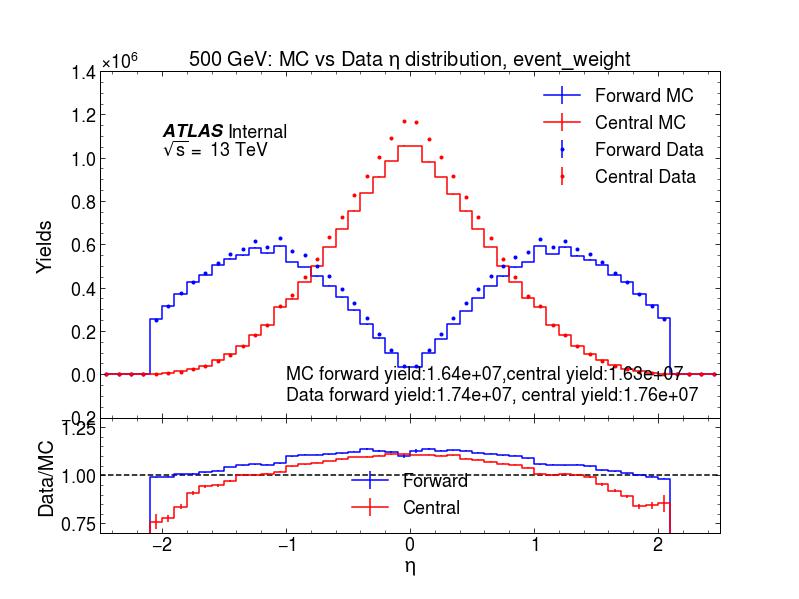 ×10⁶
500 GeV: MC vs Data η distribution, event_weight
1.4
1.2
1.0
0.8
0.6
0.4
0.2
0.0
Yields
ATLAS Internal
√s = 13 TeV
Forward MC
Central MC
Forward Data
Central Data
MC forward yield:1.64e+07,central yield:1.63e+07
Data forward yield:1.74e+07, central yield:1.76e+07
1.25
1.00
0.75
Data/MC
Forward
Central
−2
−1
0
1
2
η